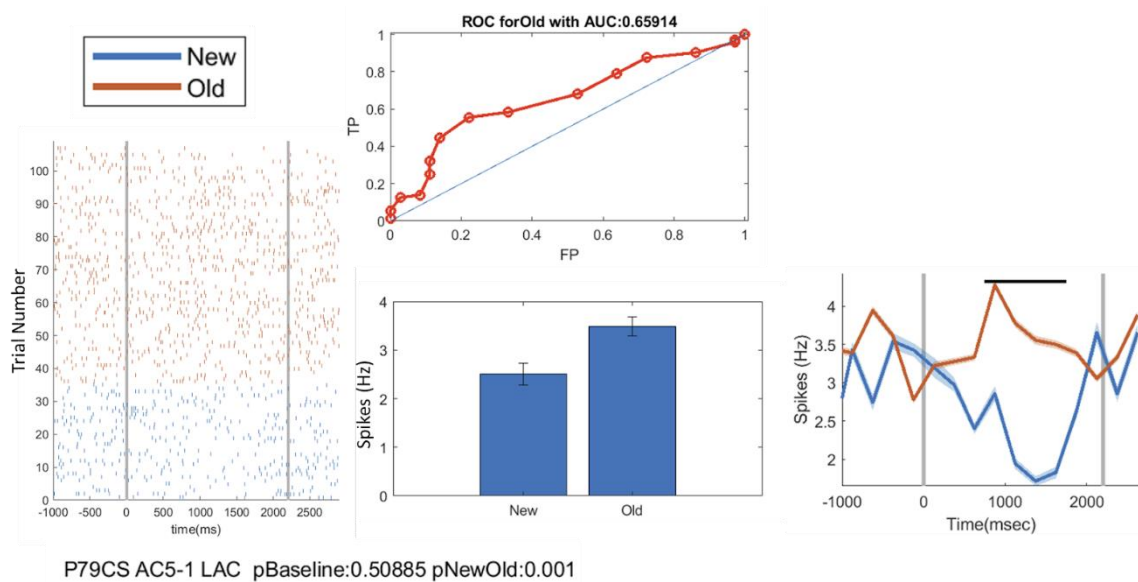 New
Old
ROC forOld with AUC:0.65914
TP
1
0.8
0.6
0.4
0.2
0
0 0.2 0.4 0.6 0.8 1
FP
Trial Number
100
90
80
70
60
50
40
30
20
10
0
-1000 -500 0 500 1000 1500 2000 2500
time(ms)
Spikes (Hz)
4
3
2
1
0
New Old
Spikes (Hz)
4
3.5
3
2.5
2
-1000 0 1000 2000
Time(msec)
P79CS AC5-1 LAC pBaseline:0.50885 pNewOld:0.001